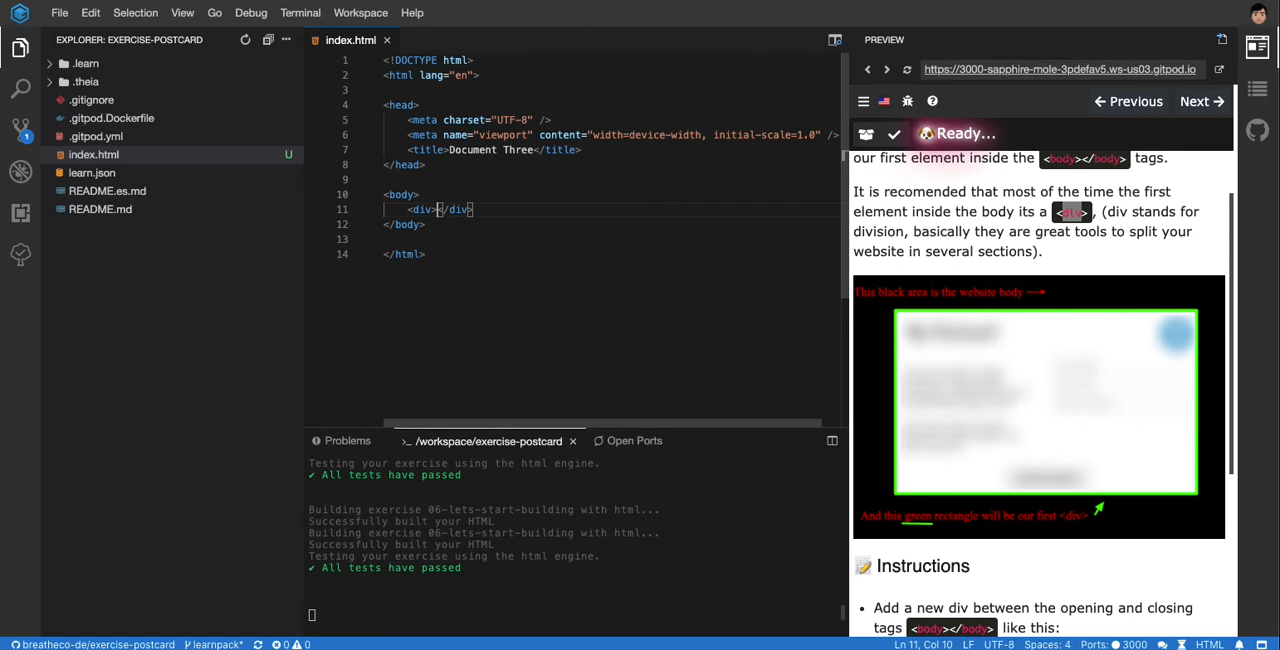 File Edit Selection View Go Debug Terminal Workspace Help
EXPLORER: EXERCISE-POSTCARD
.learn
.theia
.gitignore
.gitpod.Dockerfile
.gitpod.yml
index.html U
learn.json
README.es.md
README.md
1
index.html
1 <!DOCTYPE html>
2 <html lang="en">
3
4 <head>
5 <meta charset="UTF-8" />
6 <meta name="viewport" content="width=device-width, initial-scale=1.0" />
7 <title>Document Three</title>
8 </head>
9
10 <body>
11 <div></div>
12 </body>
13
14 </html>
Problems /workspace/exercise-postcard Open Ports
Testing your exercise using the html engine.
✔ All tests have passed
Building exercise 06-lets-start-building with html...
Successfully built your HTML
Building exercise 06-lets-start-building with html...
Successfully built your HTML
Testing your exercise using the html engine.
✔ All tests have passed
PREVIEW
https://3000-sapphire-mole-3pdefav5.ws-us03.gitpod.io
← Previous Next →
🐶 Ready...
our first element inside the <body></body> tags.
It is recomended that most of the time the first
element inside the body its a <div>, (div stands for
division, basically they are great tools to split your
website in several sections).
This black area is the website body
And this green rectangle will be our first <div>
📝 Instructions
• Add a new div between the opening and closing
tags <body></body> like this:
breatheco-de/exercise-postcard learnpack* 0 0 Ln 11, Col 10 LF UTF-8 Spaces: 4 Ports: 3000 HTML